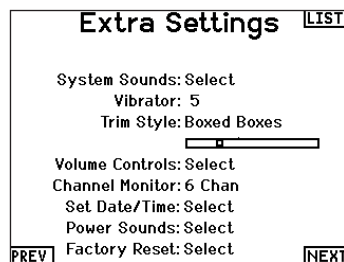 Extra Settings
LIST
System Sounds: Select
Vibrator: 5
Trim Style: Boxed Boxes
Volume Controls: Select
Channel Monitor: 6 Chan
Set Date/Time: Select
Power Sounds: Select
Factory Reset: Select
PREV
NEXT